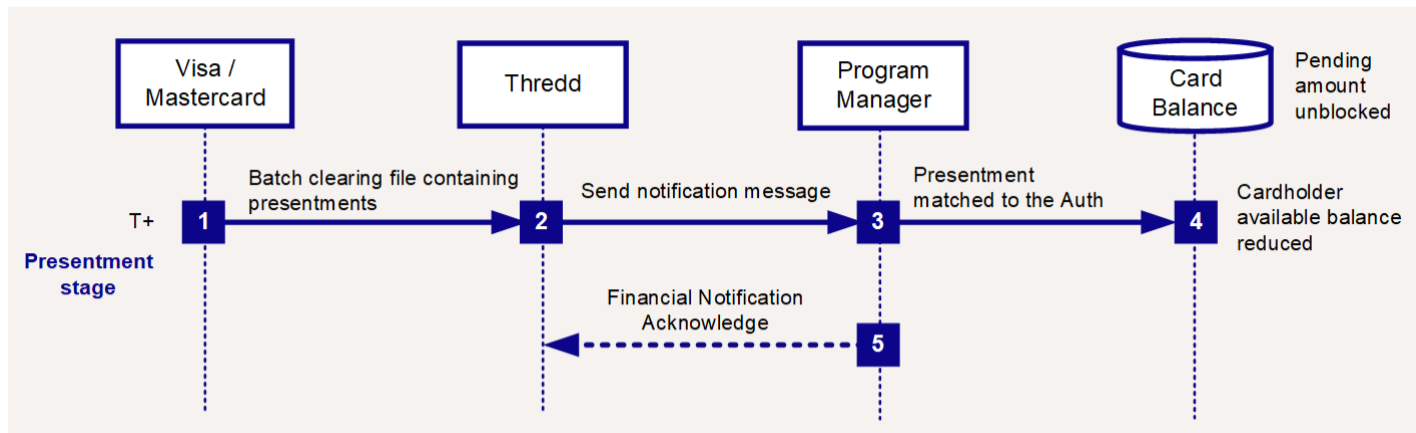 Visa /
Mastercard
Thredd
Program
Manager
Card
Balance
Pending
amount
unblocked
Batch clearing file containing
presentments
Send notification message
Presentment
matched to the Auth
T+
1
2
3
4
Cardholder
available balance
reduced
Presentment
stage
Financial Notification
Acknowledge
5